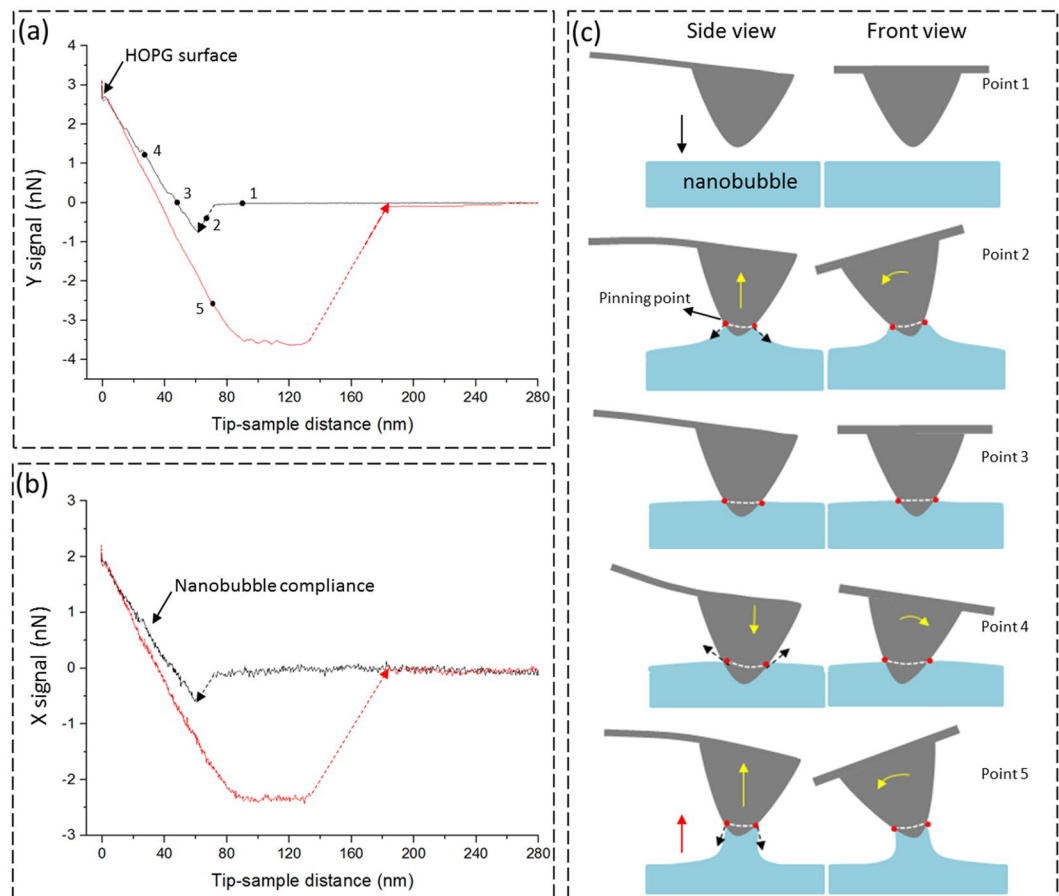 (a)
HOPG surface
4
3
2
1
0
-1
-2
-3
-4
Y signal (nN)
4
3
2
1
5
0
40
80
120
160
200
240
280
Tip-sample distance (nm)
(b)
3
2
1
0
-1
-2
-3
X signal (nN)
Nanobubble compliance
0
40
80
120
160
200
240
280
Tip-sample distance (nm)
(c)
Side view
Front view
Point 1
nanobubble
Point 2
Pinning point
Point 3
Point 4
Point 5